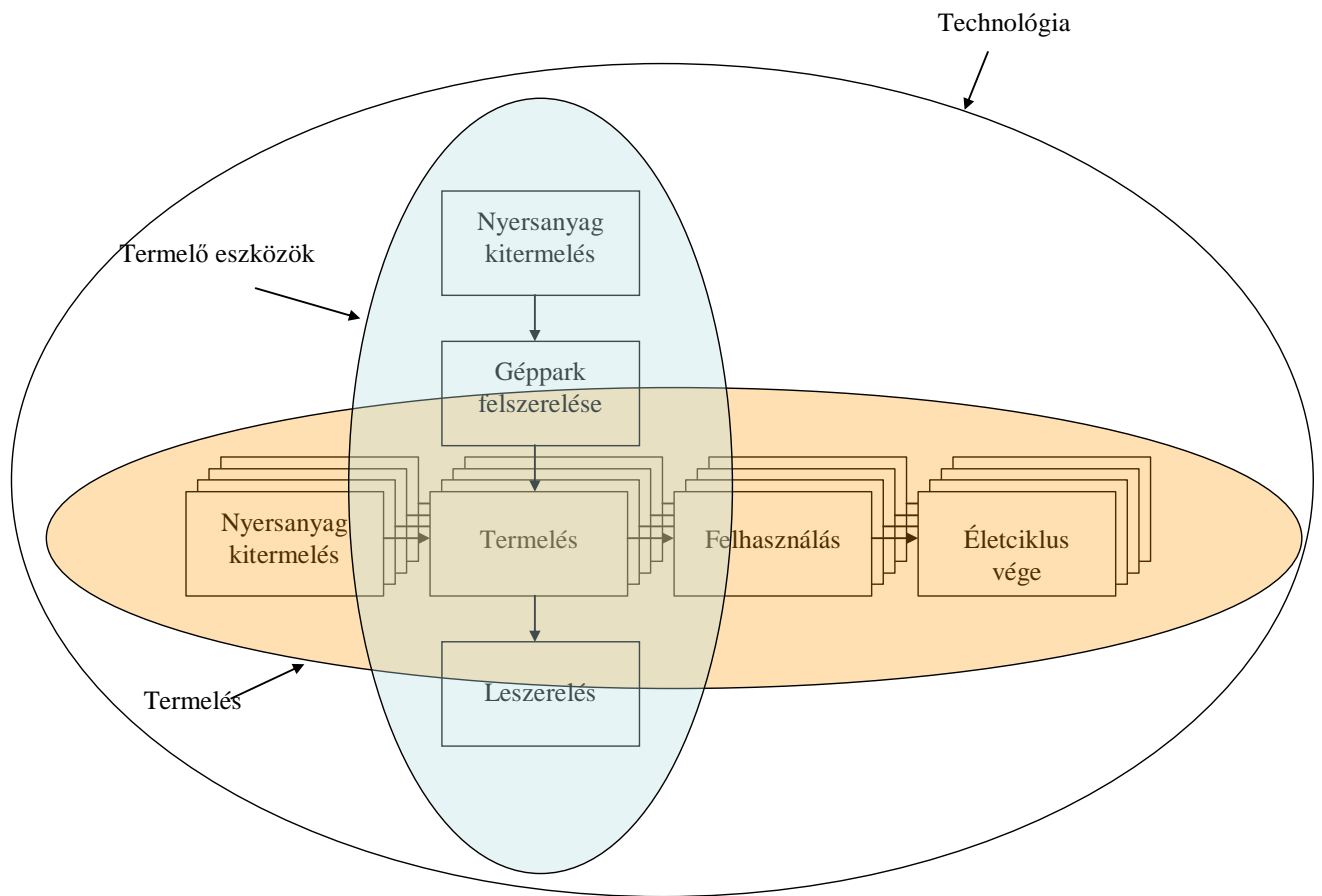 Technológia
Nyersanyag
kitermelés
Termelő eszközök
Géppark
felszerelése
Nyersanyag
kitermelés
Termelés
Felhasználás
Életciklus
vége
Leszerelés
Termelés